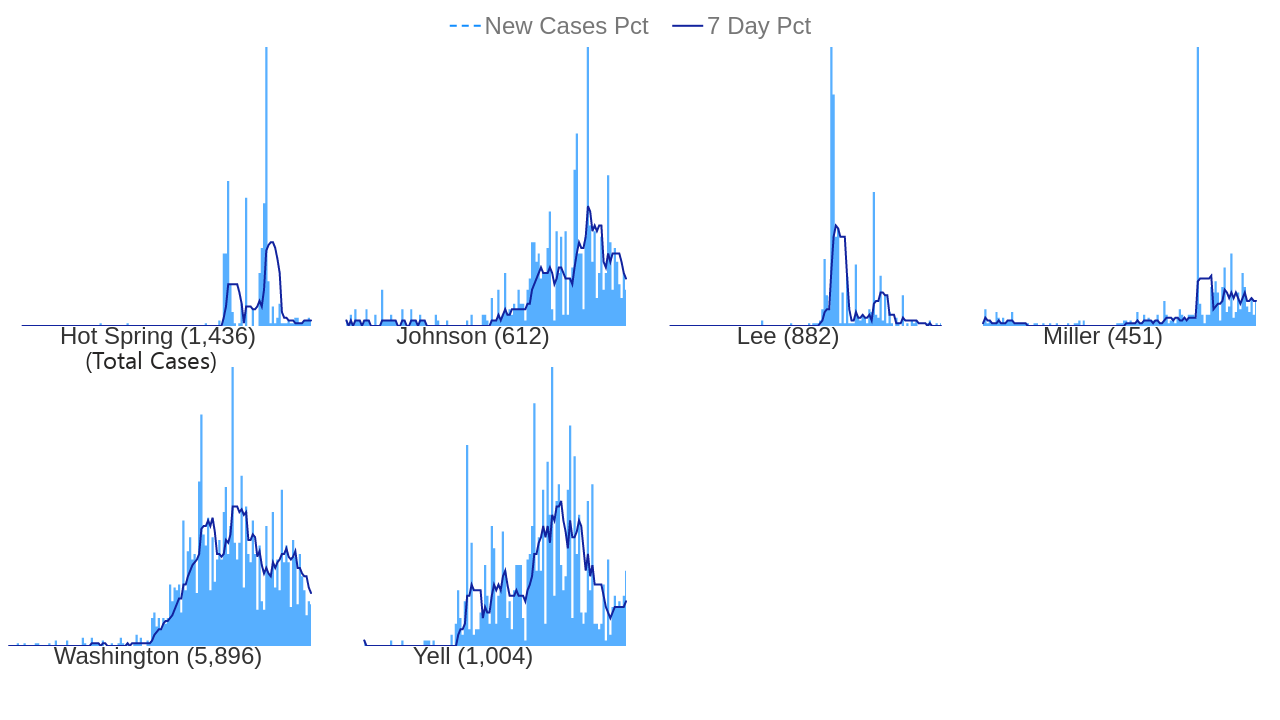 New Cases Pct 7 Day Pct
Hot Spring (1,436) Johnson (612) Lee (882) Miller (451)
(Total Cases)
Washington (5,896) Yell (1,004)